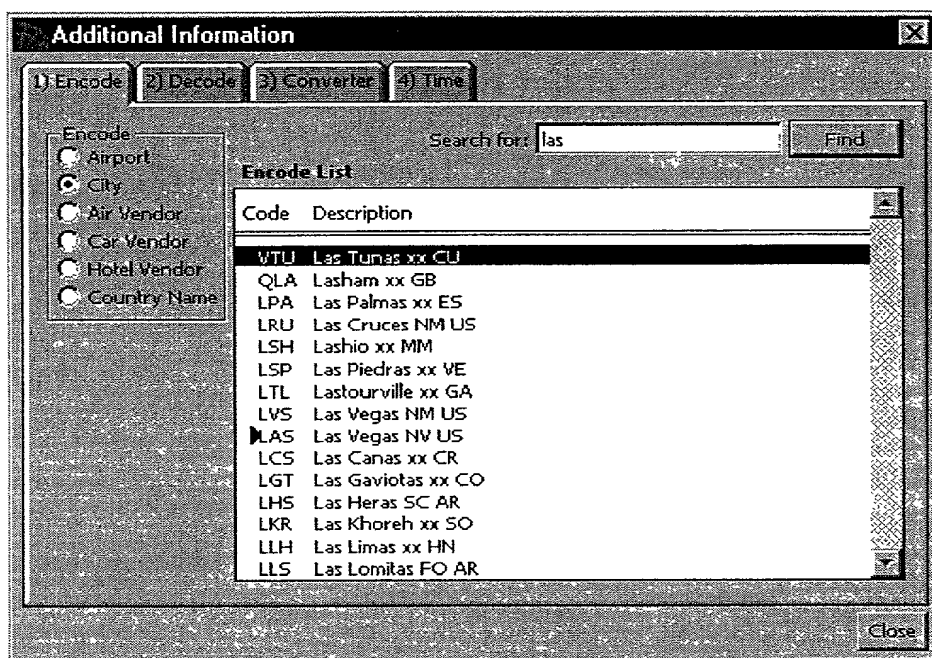 Additional Information
1) Encode 2) Decode 3) Converter 4) Time
Encode
Airport
City
Air Vendor
Car Vendor
Hotel Vendor
Country Name
Search for: las Find
Encode List
Code Description
VTU Las Tunas xx CU
QLA Lasham xx GB
LPA Las Palmas xx ES
LRU Las Cruces NM US
LSH Lashio xx MM
LSP Las Piedras xx VE
LTL Lastourville xx GA
LVS Las Vegas NM US
LAS Las Vegas NV US
LCS Las Canas xx CR
LGT Las Gaviotas xx CO
LHS Las Heras SC AR
LKR Las Khoreh xx SO
LLH Las Limas xx HN
LLS Las Lomitas FO AR
Close